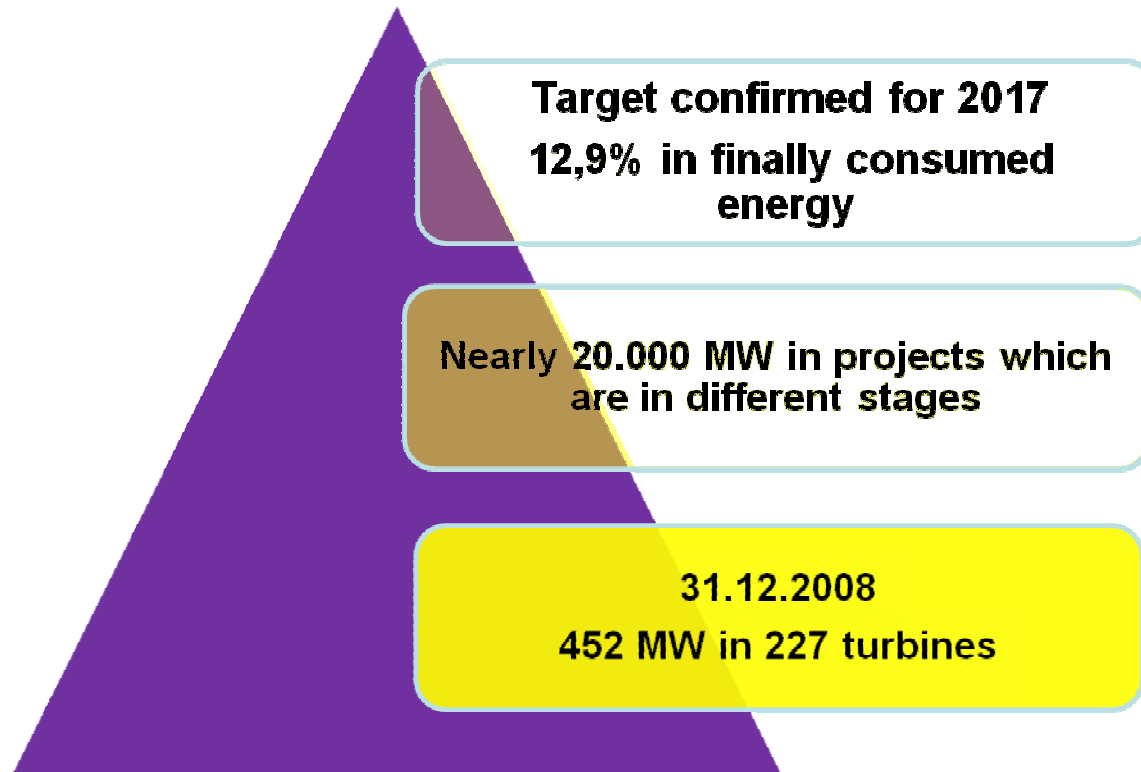 Target confirmed for 2017
12,9% in finally consumed
energy
Nearly 20.000 MW in projects which
are in different stages
31.12.2008
452 MW in 227 turbines